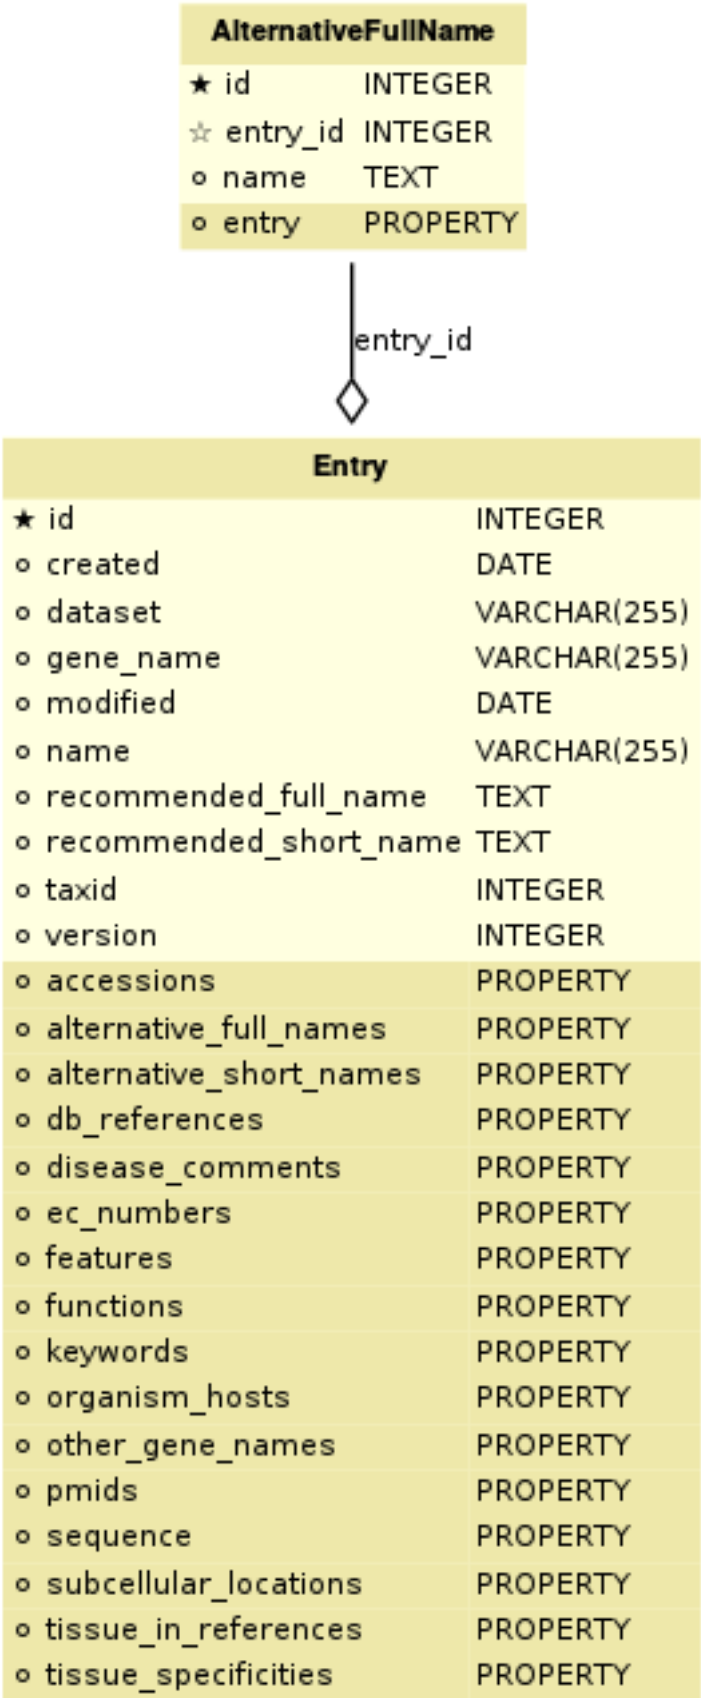 AlternativeFullName
★ id INTEGER
☆ entry_id INTEGER
o name TEXT
o entry PROPERTY
entry_id
Entry
★ id INTEGER
o created DATE
o dataset VARCHAR(255)
o gene_name VARCHAR(255)
o modified DATE
o name VARCHAR(255)
o recommended_full_name TEXT
o recommended_short_name TEXT
o taxid INTEGER
o version INTEGER
o accessions PROPERTY
o alternative_full_names PROPERTY
o alternative_short_names PROPERTY
o db_references PROPERTY
o disease_comments PROPERTY
o ec_numbers PROPERTY
o features PROPERTY
o functions PROPERTY
o keywords PROPERTY
o organism_hosts PROPERTY
o other_gene_names PROPERTY
o pmids PROPERTY
o sequence PROPERTY
o subcellular_locations PROPERTY
o tissue_in_references PROPERTY
o tissue_specificities PROPERTY